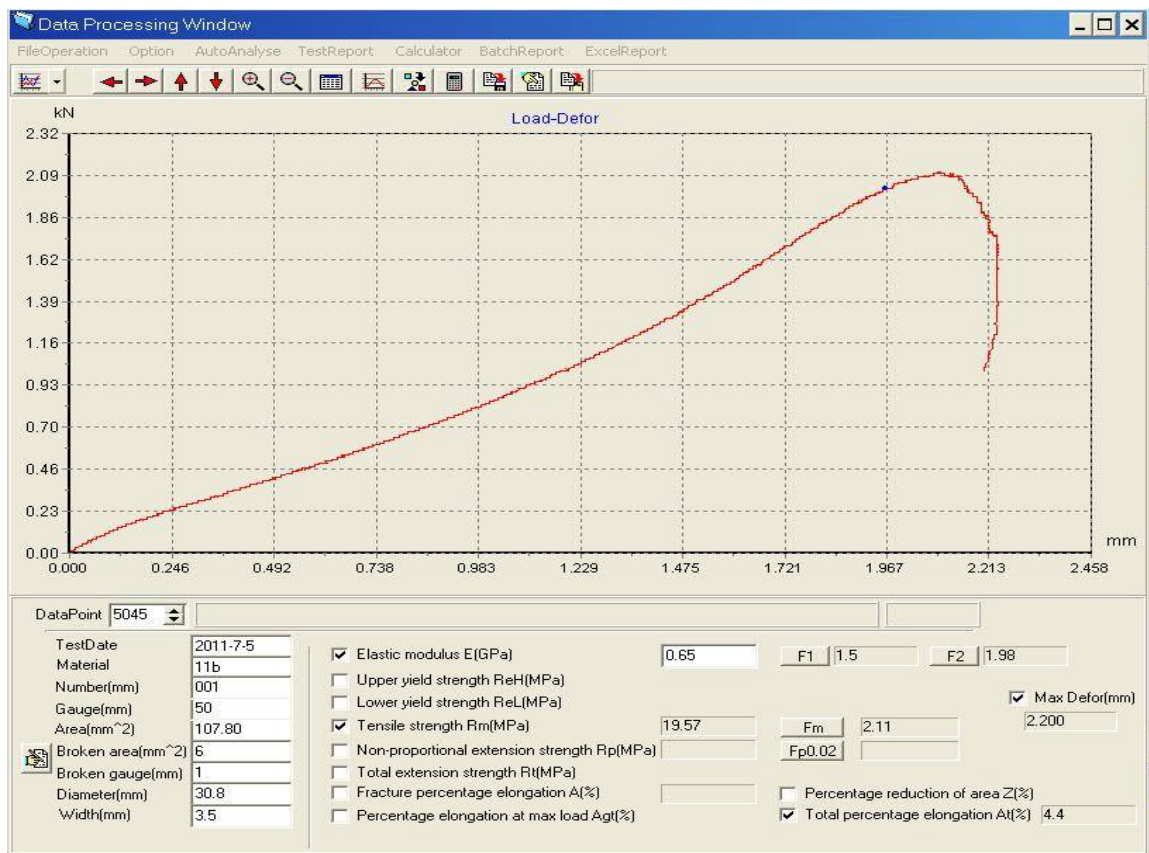 Data Processing Window
FileOperation Option AutoAnalyse TestReport Calculator BatchReport ExcelReport
kN
Load-Defor
2.32
2.09
1.86
1.62
1.39
1.16
0.93
0.70
0.46
0.23
0.00
mm
0.000 0.246 0.492 0.738 0.983 1.229 1.475 1.721 1.967 2.213 2.458
DataPoint 5045
TestDate 2011-7-5
Material 11b
Number(mm) 001
Gauge(mm) 50
Area(mm^2) 107.80
Broken area(mm^2) 6
Broken gauge(mm) 1
Diameter(mm) 30.8
Width(mm) 3.5
Elastic modulus E(GPa) 0.65 F1 1.5 F2 1.98
Upper yield strength ReH(MPa)
Lower yield strength ReL(MPa)
Max Defor(mm)
2.200
Tensile strength Rm(MPa) 19.57 Fm 2.11
Non-proportional extension strength Rp(MPa) Fp0.02
Total extension strength Rt(MPa)
Fracture percentage elongation A(%) Percentage reduction of area Z(%)
Percentage elongation at max load Agt(%) Total percentage elongation At(%) 4.4